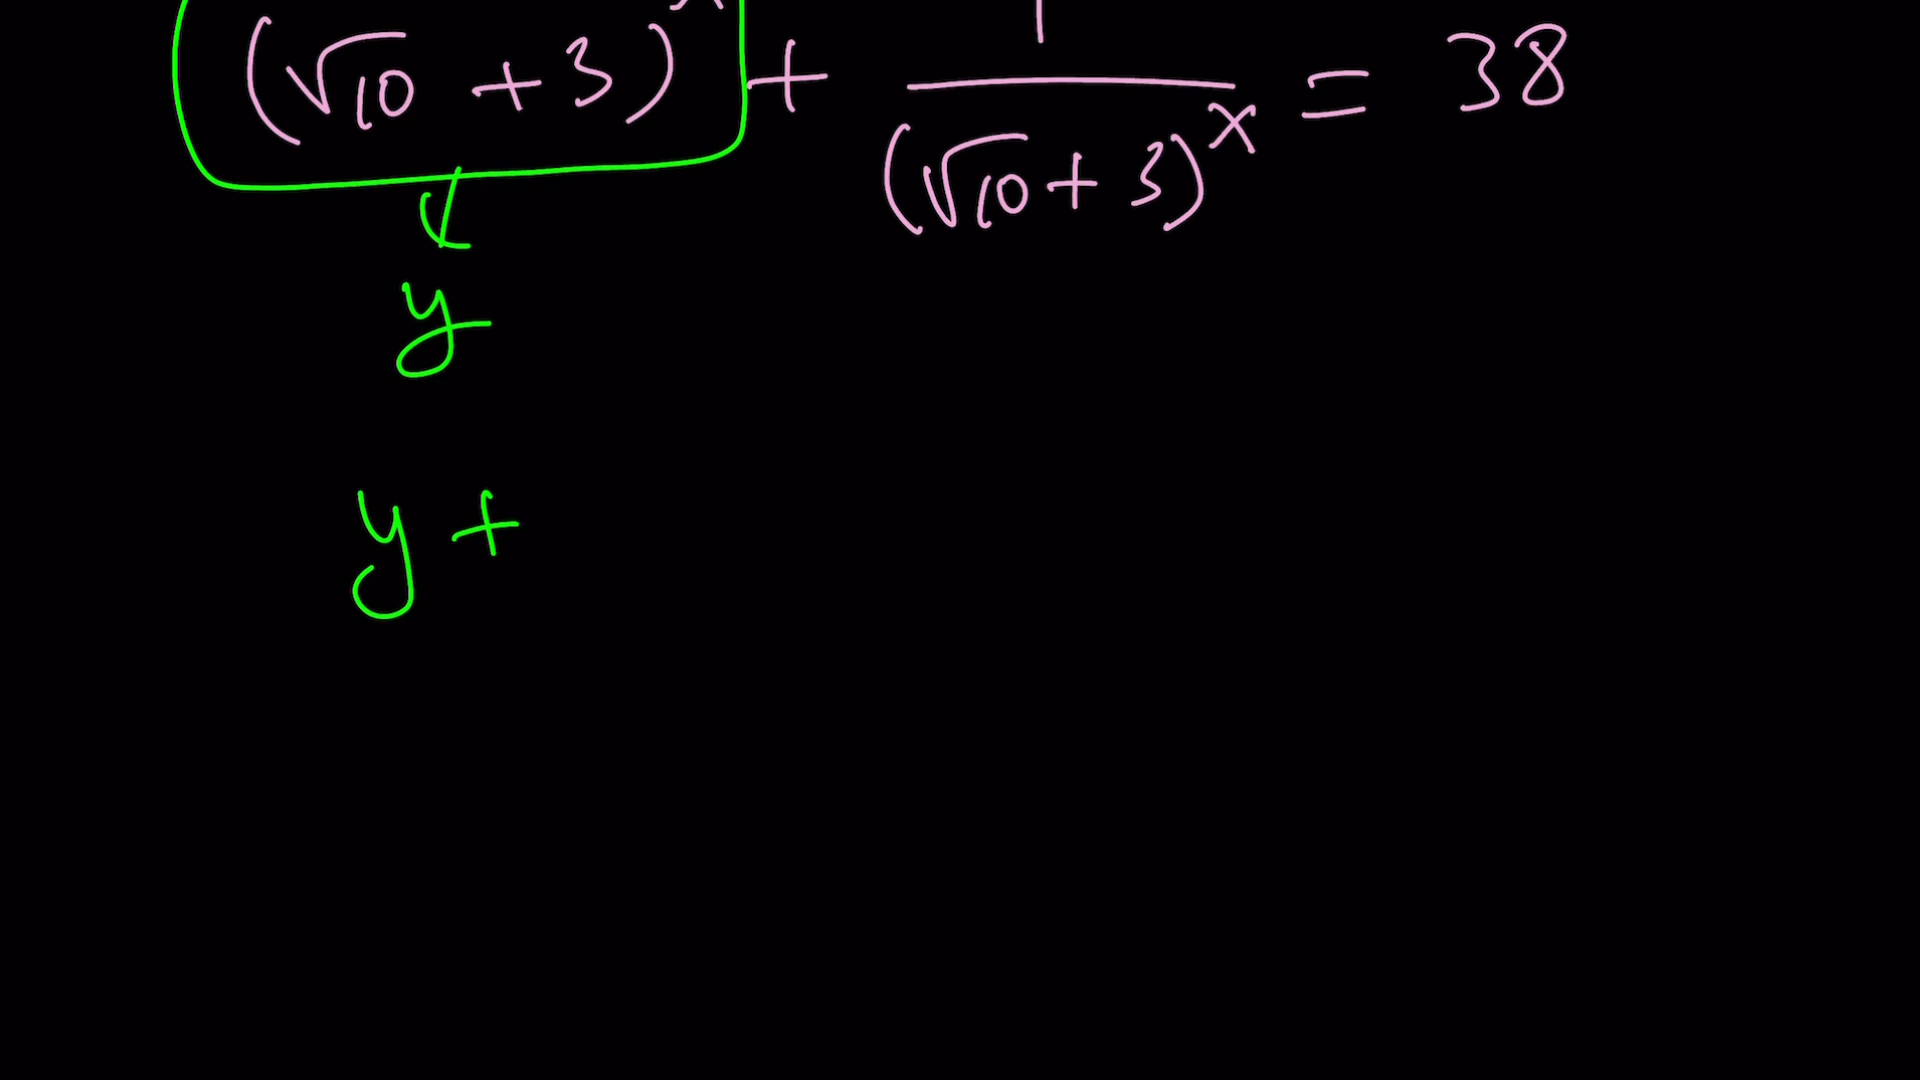 (√10 + 3)^x + 1/(√10 + 3)^x = 38
y
y +